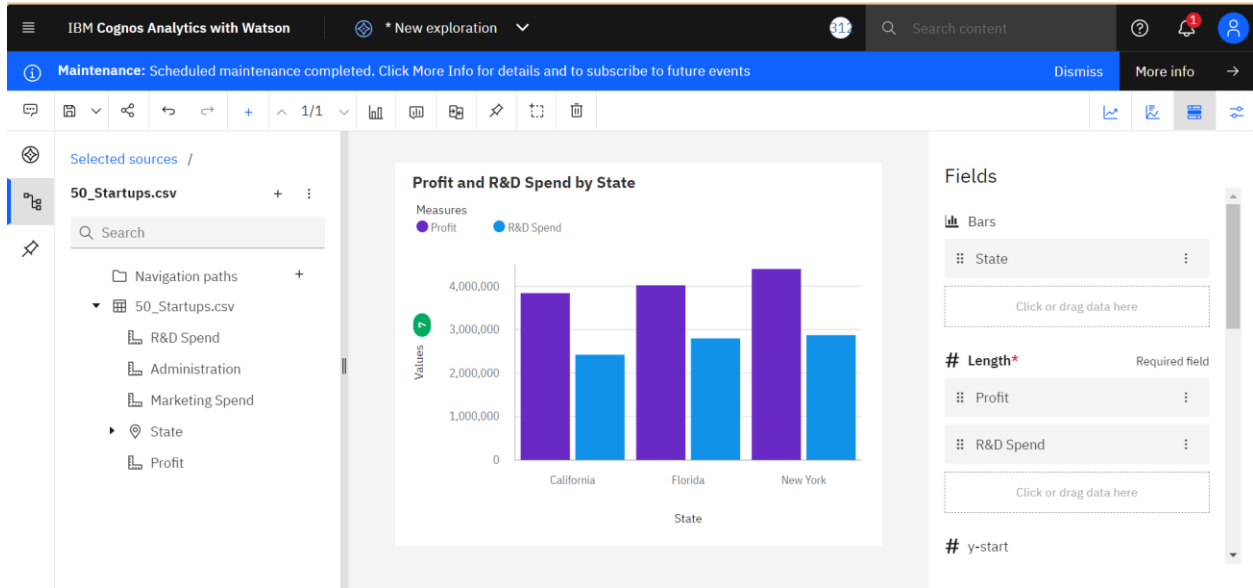 IBM Cognos Analytics with Watson
* New exploration
312
Search content
1
Maintenance: Scheduled maintenance completed. Click More Info for details and to subscribe to future events
Dismiss
More info
1/1
Selected sources /
50_Startups.csv
Search
Navigation paths
50_Startups.csv
R&D Spend
Administration
Marketing Spend
State
Profit
Profit and R&D Spend by State
Measures
Profit
R&D Spend
4,000,000
3,000,000
2,000,000
1,000,000
0
Values
7
California
Florida
New York
State
Fields
Bars
State
Click or drag data here
# Length*
Required field
Profit
R&D Spend
Click or drag data here
# y-start